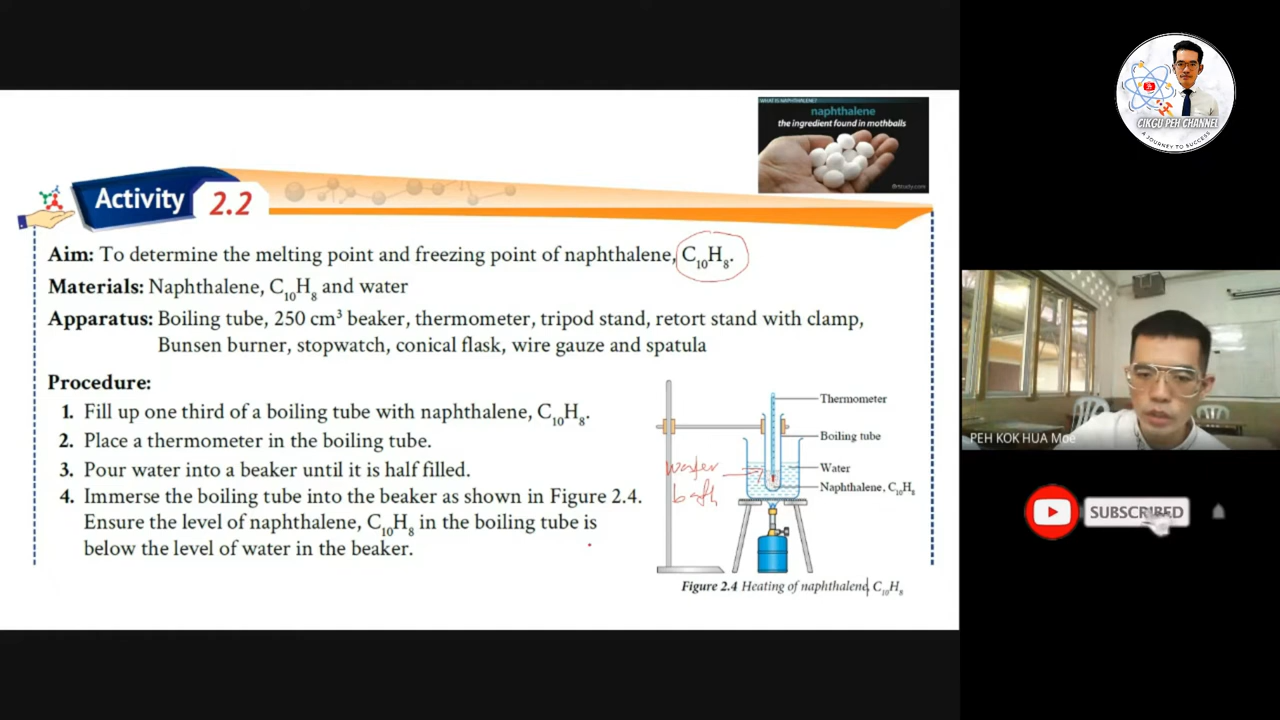 WHAT IS NAPHTHALENE?
naphthalene
the ingredient found in mothballs
Activity 2.2
Aim: To determine the melting point and freezing point of naphthalene, C₁₀H₈.
Materials: Naphthalene, C₁₀H₈ and water
Apparatus: Boiling tube, 250 cm³ beaker, thermometer, tripod stand, retort stand with clamp,
Bunsen burner, stopwatch, conical flask, wire gauze and spatula
Procedure:
1. Fill up one third of a boiling tube with naphthalene, C₁₀H₈.
2. Place a thermometer in the boiling tube.
3. Pour water into a beaker until it is half filled.
4. Immerse the boiling tube into the beaker as shown in Figure 2.4.
Ensure the level of naphthalene, C₁₀H₈ in the boiling tube is
below the level of water in the beaker.
Thermometer
Boiling tube
Water
Naphthalene, C₁₀H₈
water
bath
Figure 2.4 Heating of naphthalene, C₁₀H₈
CIKGU PEH CHANNEL
A JOURNEY TO SUCCESS
PEH KOK HUA Moe
SUBSCRIBED